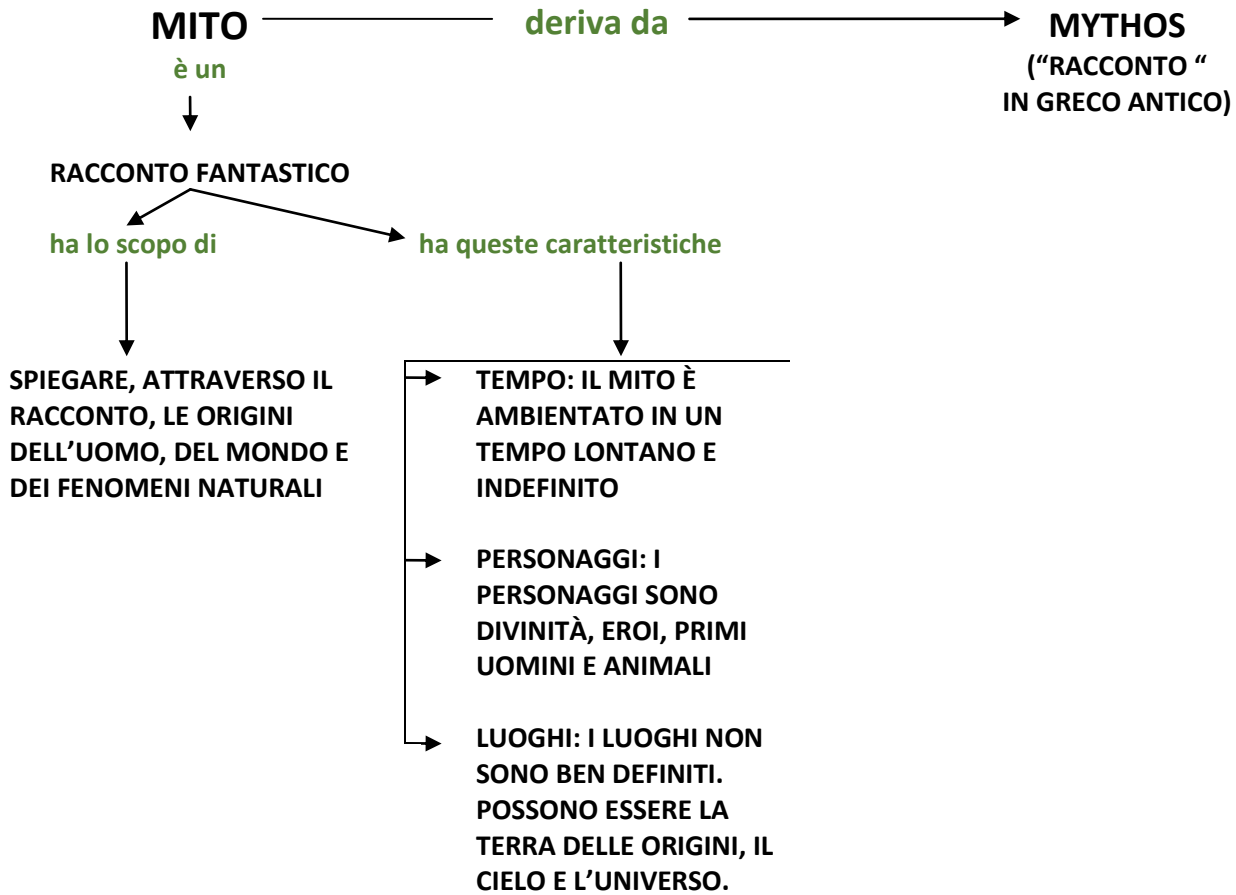 MITO deriva da MYTHOS
è un
(“RACCONTO “
IN GRECO ANTICO)
RACCONTO FANTASTICO
ha lo scopo di
ha queste caratteristiche
SPIEGARE, ATTRAVERSO IL
RACCONTO, LE ORIGINI
DELL’UOMO, DEL MONDO E
DEI FENOMENI NATURALI
TEMPO: IL MITO È
AMBIENTATO IN UN
TEMPO LONTANO E
INDEFINITO
PERSONAGGI: I
PERSONAGGI SONO
DIVINITÀ, EROI, PRIMI
UOMINI E ANIMALI
LUOGHI: I LUOGHI NON
SONO BEN DEFINITI.
POSSONO ESSERE LA
TERRA DELLE ORIGINI, IL
CIELO E L’UNIVERSO.